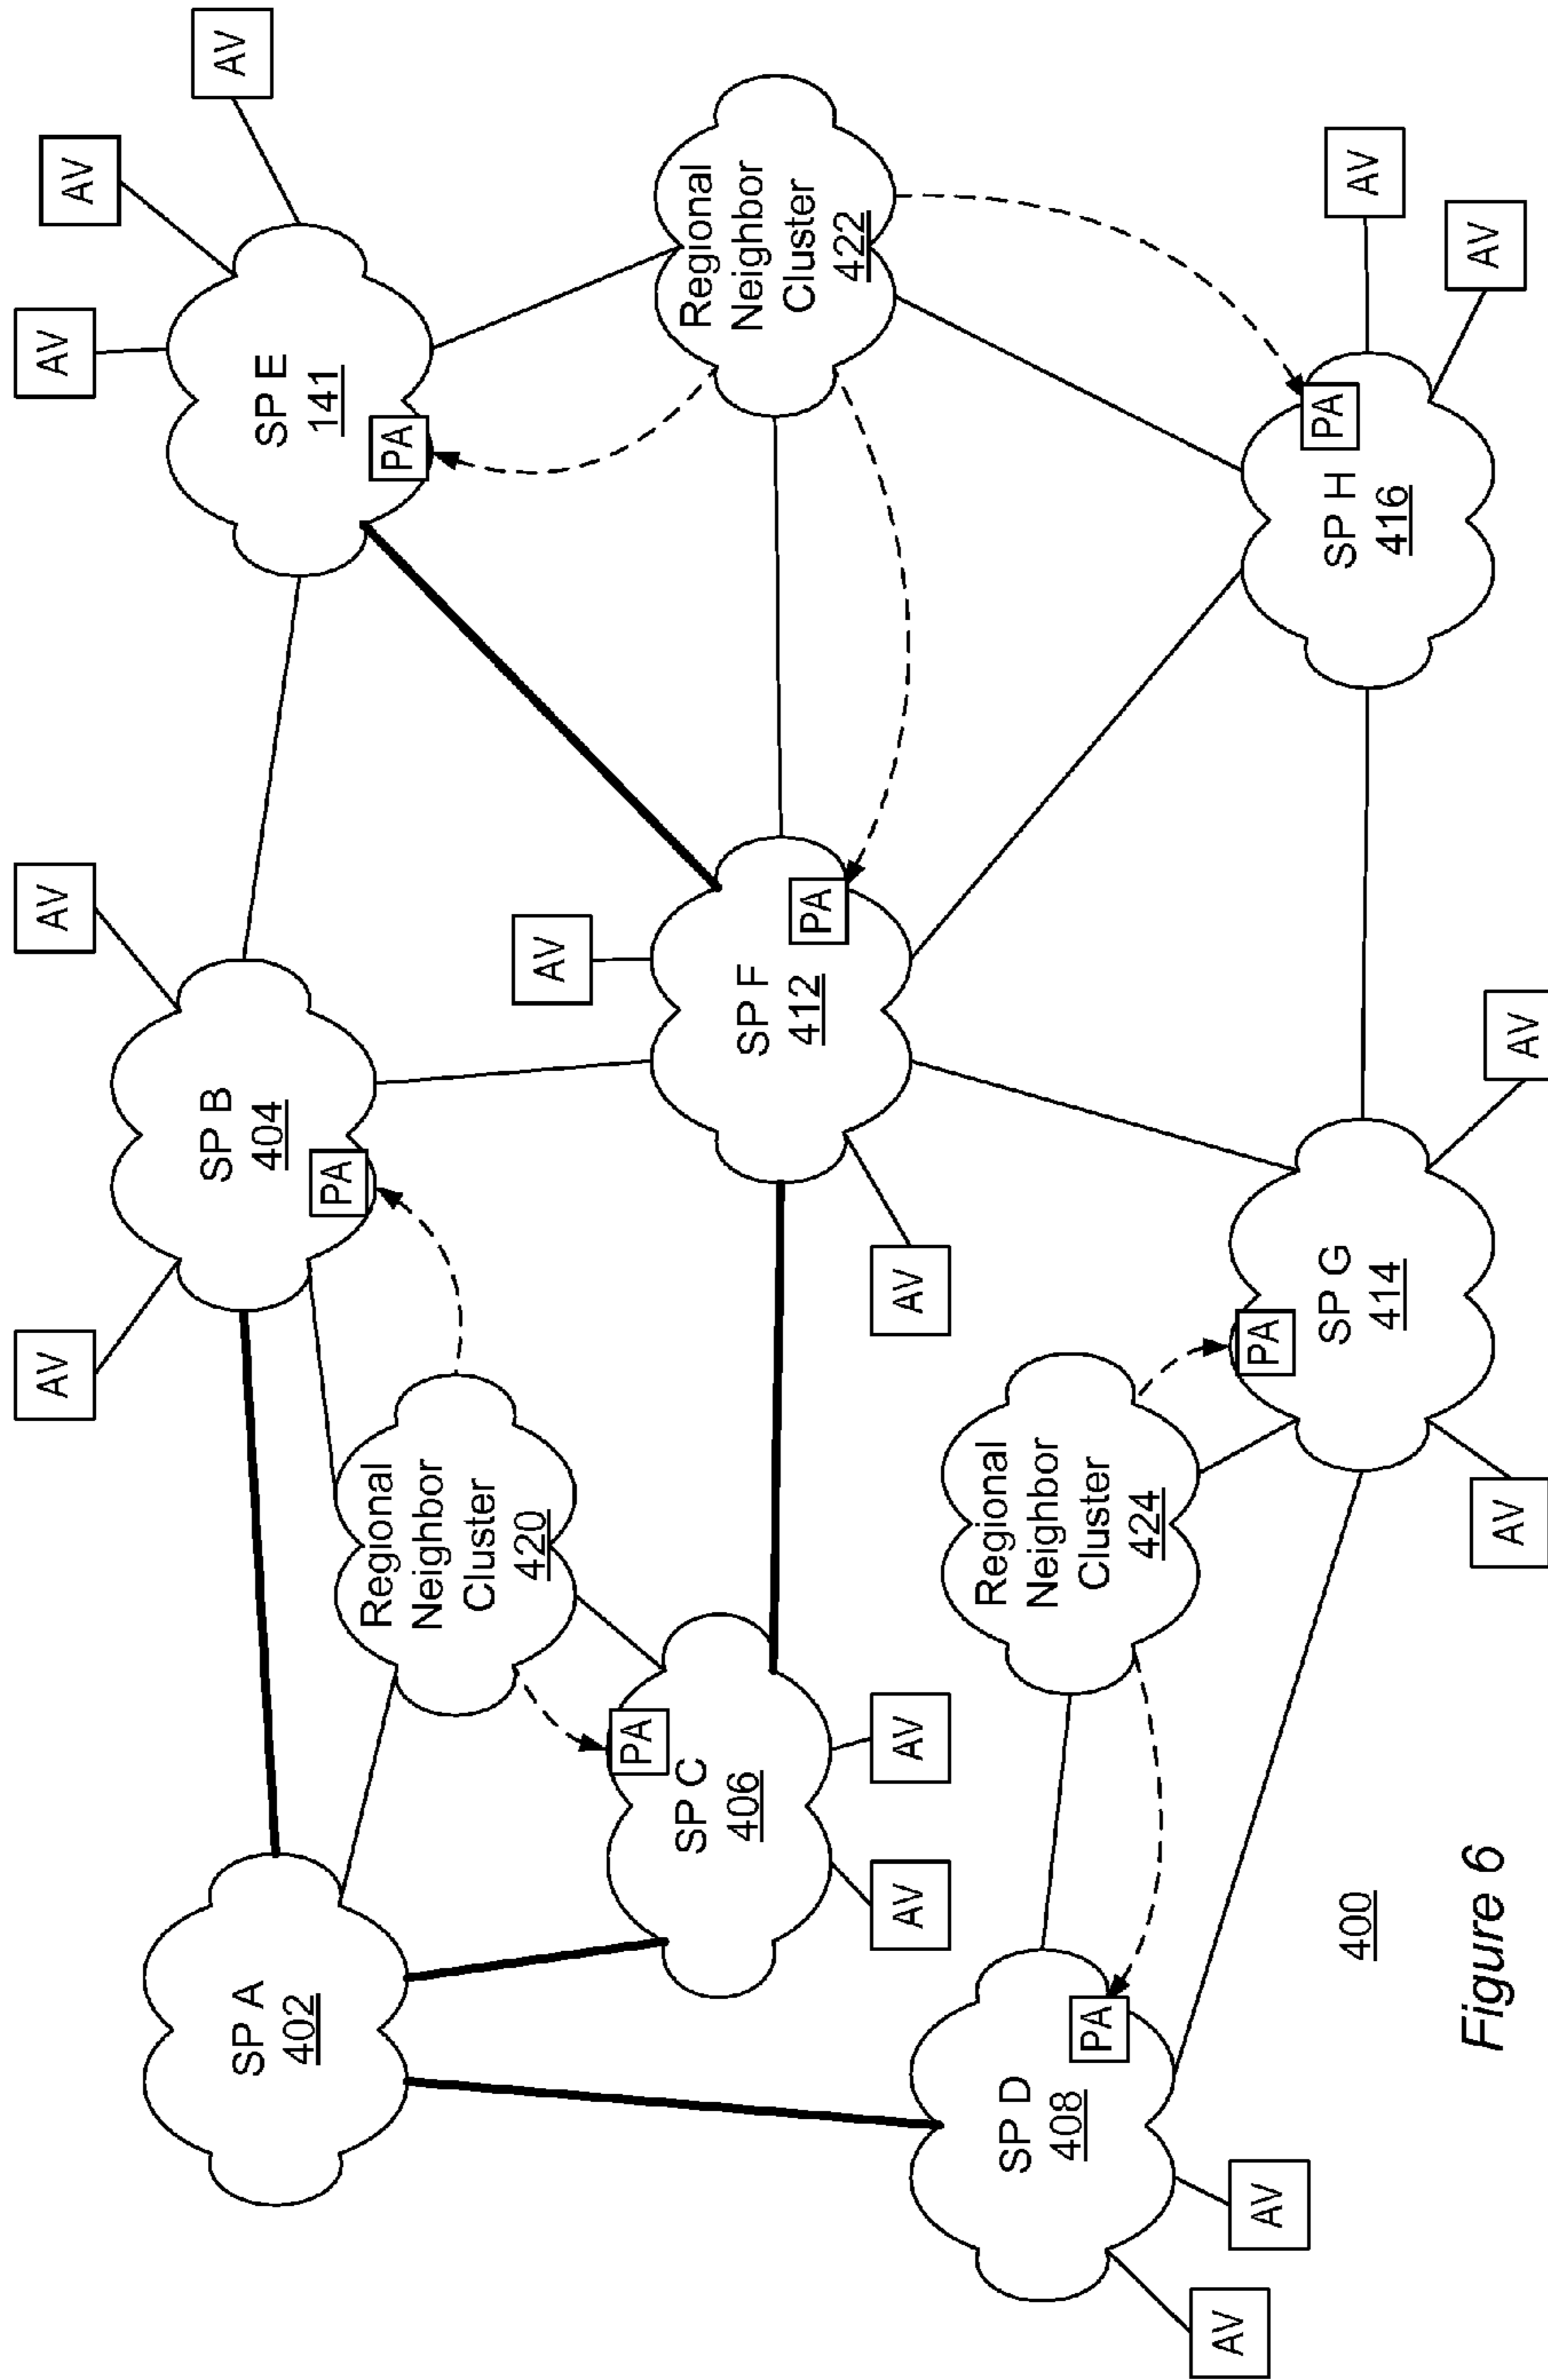 AV
AV
AV
AV
AV
SP A
402
SP B
404
PA
SP E
141
PA
Regional
Neighbor
Cluster
420
AV
PA
SP C
406
SP F
412
PA
Regional
Neighbor
Cluster
422
AV
AV
AV
SP D
408
PA
Regional
Neighbor
Cluster
424
AV
AV
PA
SP G
414
PA
SP H
416
AV
AV
AV
AV
400
Figure 6